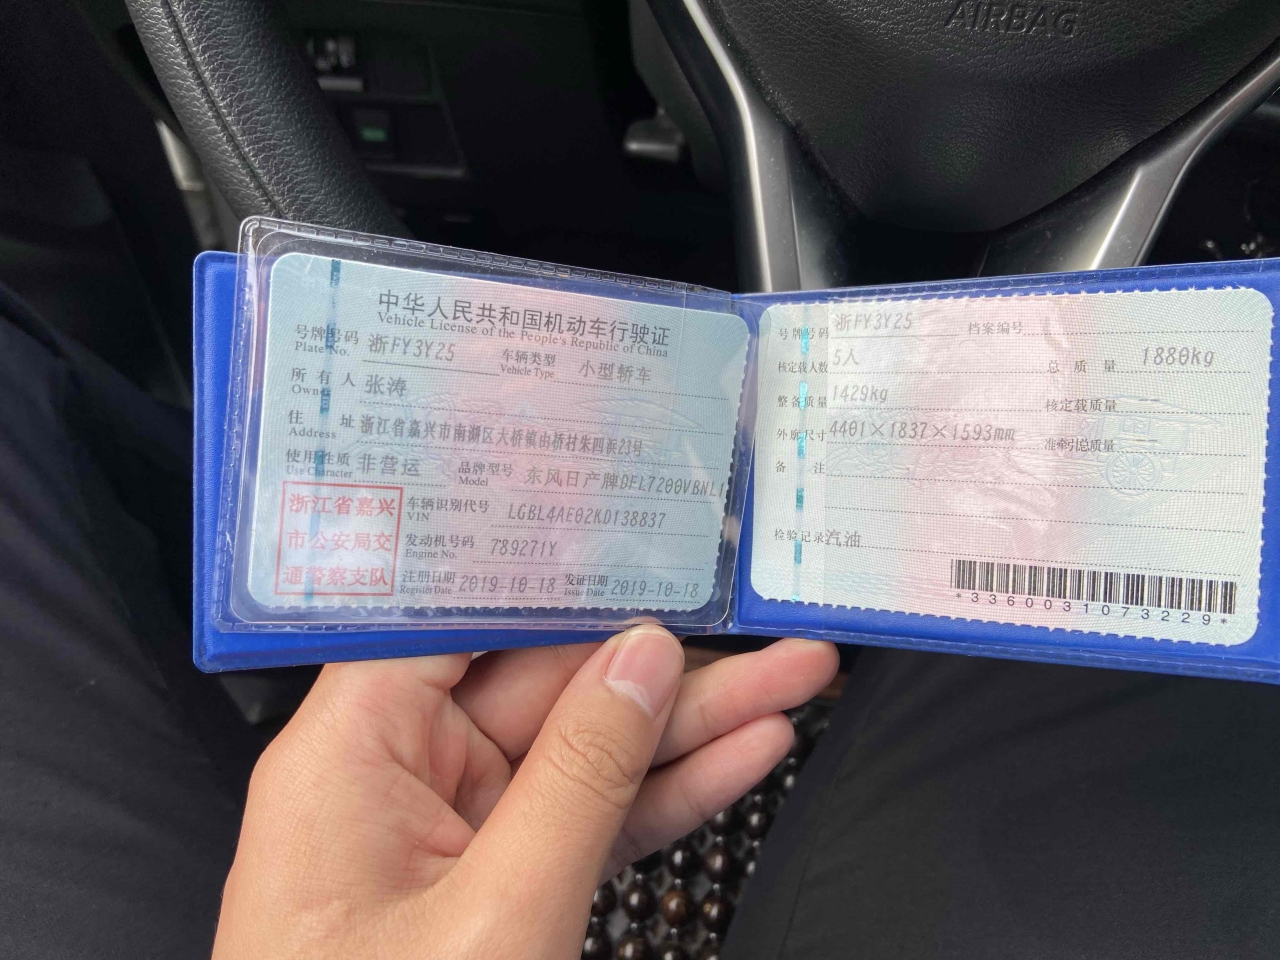 AIRBAG
中华人民共和国机动车行驶证
Vehicle License of the People's Republic of China
号牌号码 浙FY3Y25 车辆类型 小型轿车
Plate No. Vehicle Type
所有人 张涛
Owner
住址 浙江省嘉兴市南湖区大桥镇由桥村朱四浜23号
Address
使用性质 非营运 品牌型号 东风日产牌DFL7200VBNL1
Use Character Model
浙江省嘉兴
市公安局交
通警察支队
车辆识别代号 LGBL4AE02KD138837
VIN
发动机号码 789271Y
Engine No.
注册日期 2019-10-18 发证日期 2019-10-18
Register Date Issue Date
号牌号码 浙FY3Y25 档案编号
核定载人数 5人 总质量 1880kg
整备质量 1429kg 核定载质量 --
外廓尺寸 4401×1837×1593mm 准牵引总质量 --
备注
检验记录 汽油
*3360031073229*